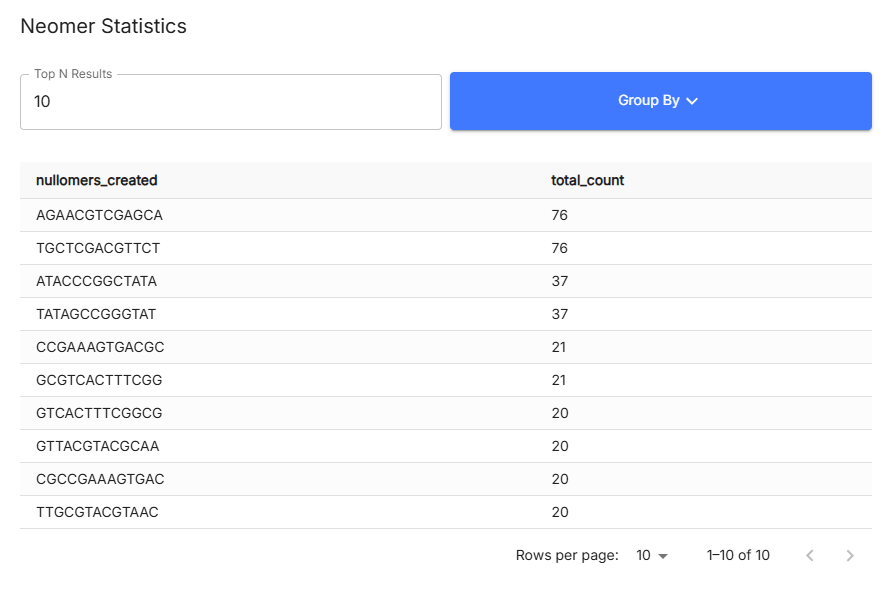 Neomer Statistics
Top N Results
10
Group By
nullomers_created total_count
AGAACGTCGAGCA 76
TGCTCGACGTTCT 76
ATACCCGGCTATA 37
TATAGCCGGGTAT 37
CCGAAAGTGACGC 21
GCGTCACTTTCGG 21
GTCACTTTCGGCG 20
GTTACGTACGCAA 20
CGCCGAAAGTGAC 20
TTGCGTACGTAAC 20
Rows per page: 10 1–10 of 10